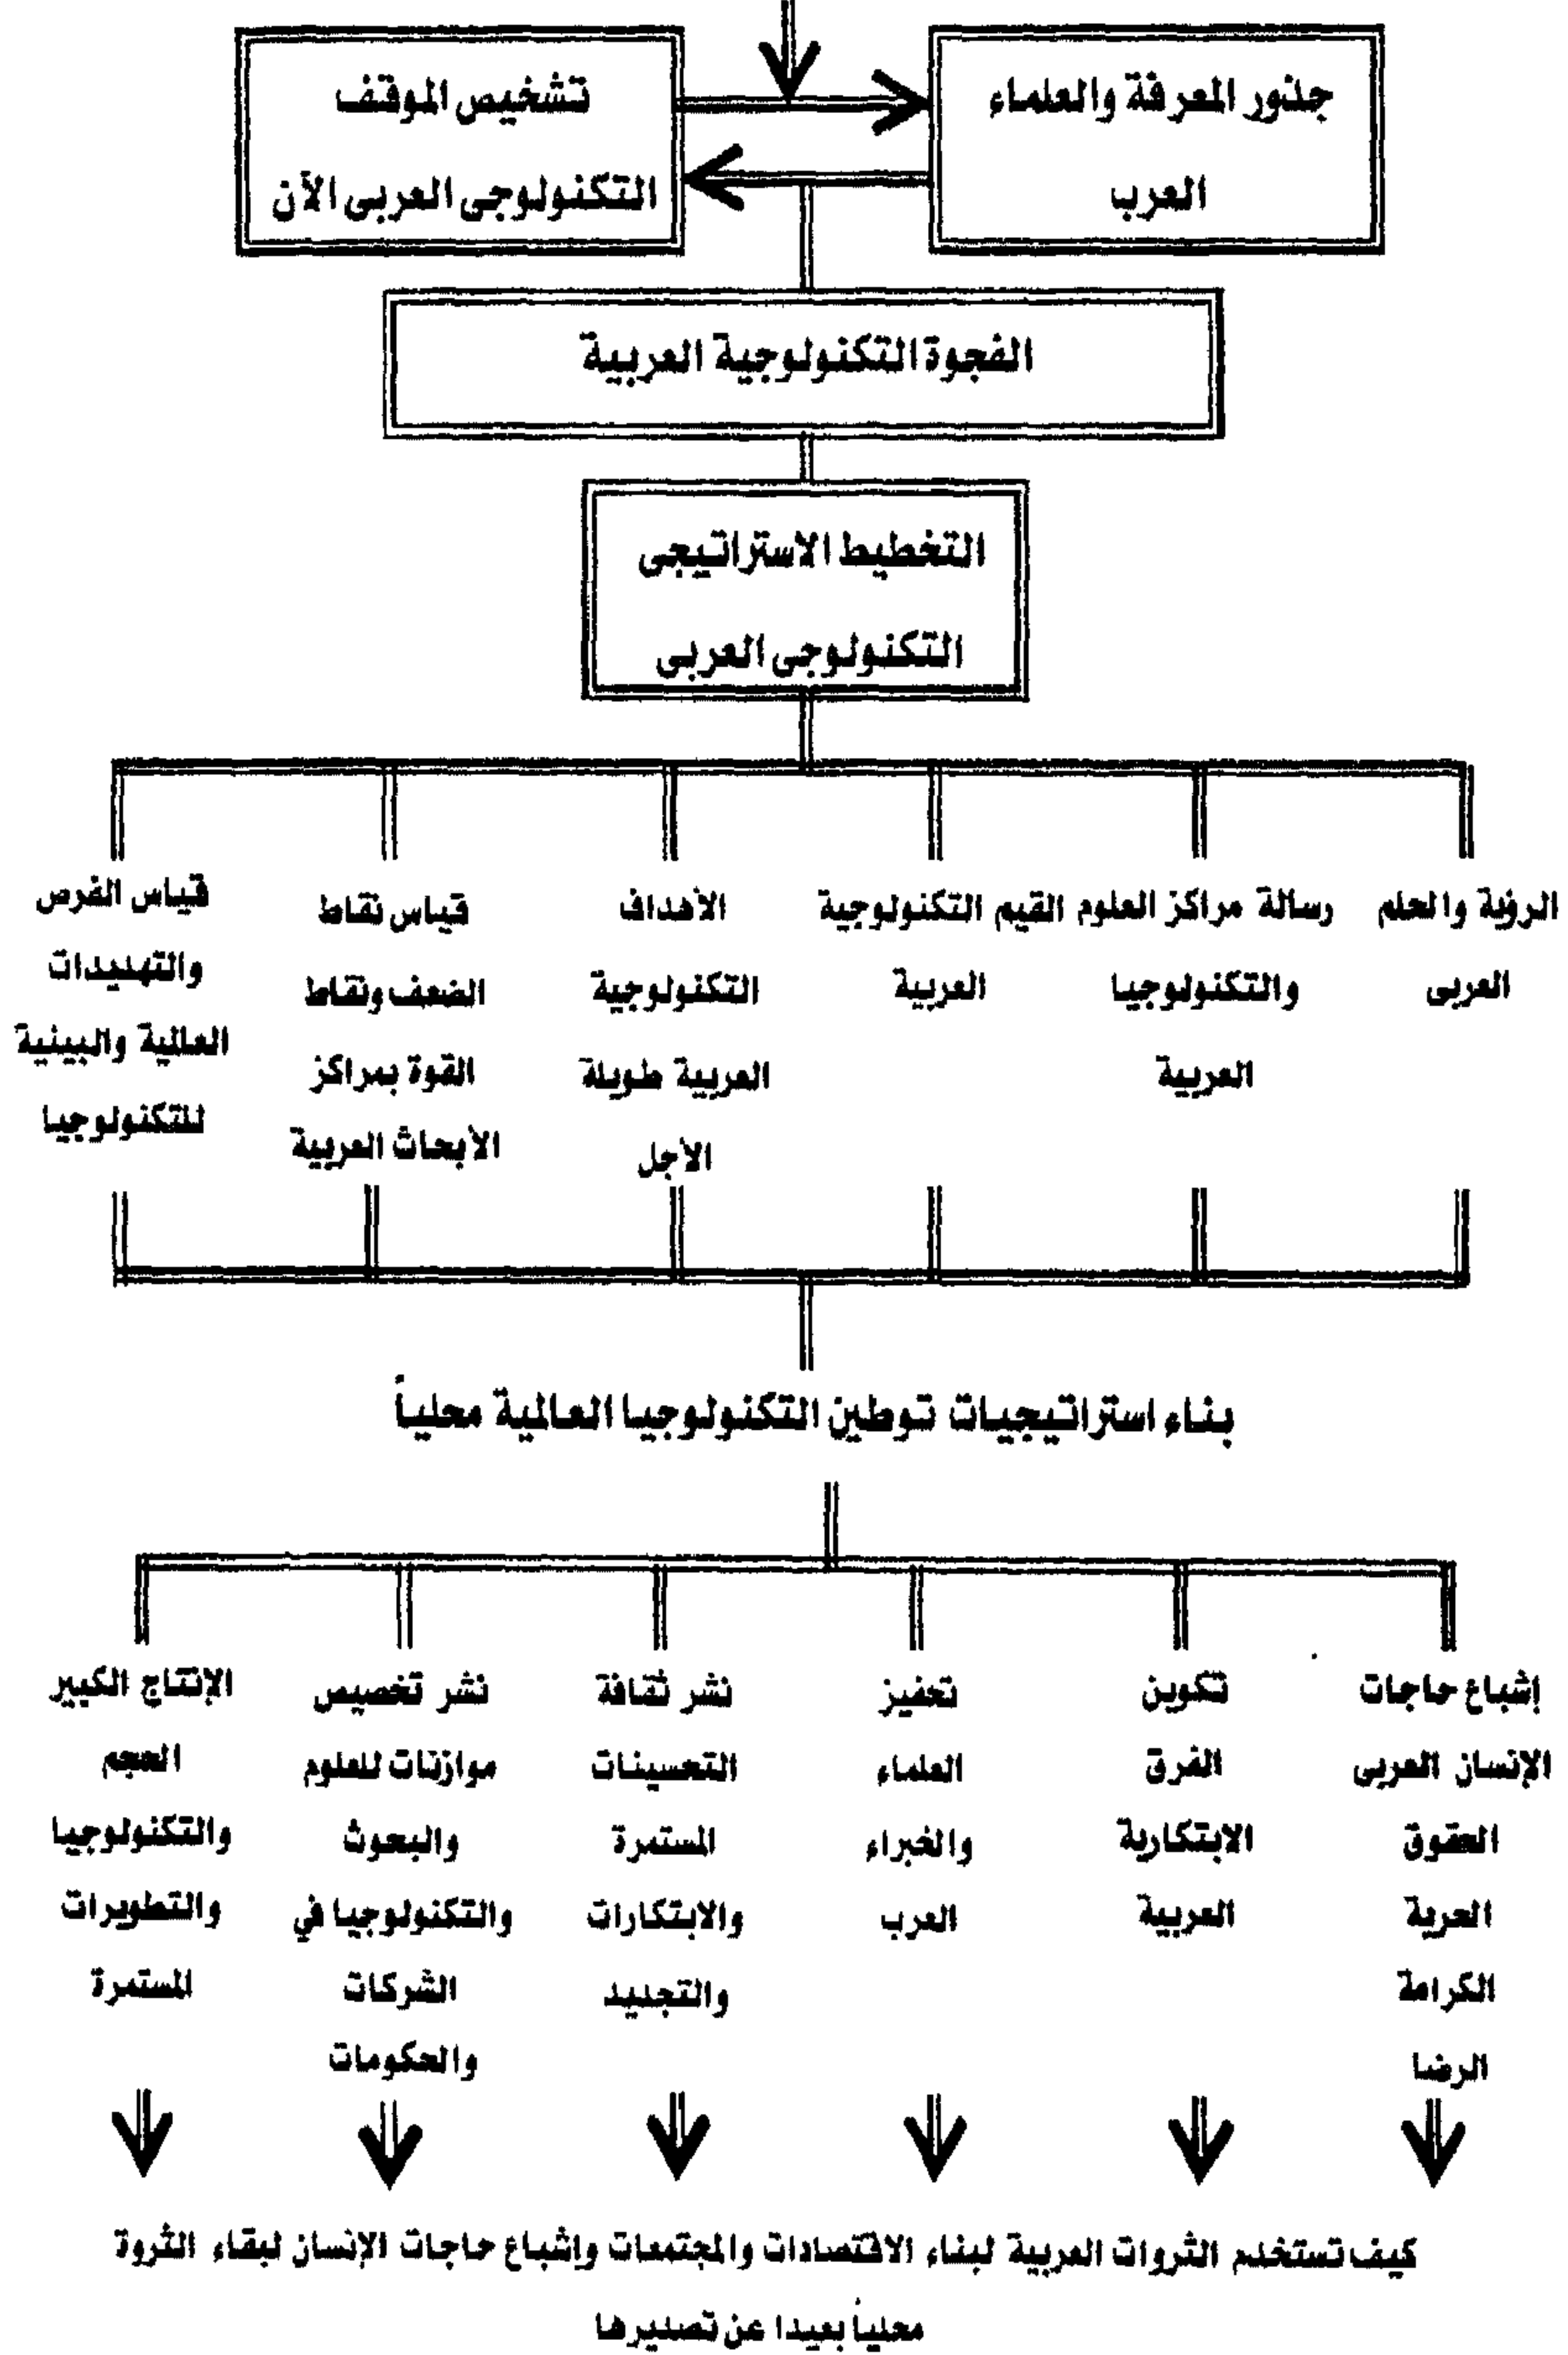 جذور المعرفة والعلماء
العرب
تشخيص الموقف
التكنولوجى العربى الآن
الفجوة التكنولوجية العربية
التخطيط الاستراتيجى
التكنولوجى العربى
الرؤية والحلم
العربى
رسالة مراكز العلوم
والتكنولوجيا
العربية
القيم التكنولوجية
العربية
الأهداف
التكنولوجية
العربية طويلة
الأجل
قياس نقاط
الضعف ونقاط
القوة بمراكز
الأبحاث العربية
قياس الفرص
والتهديدات
العالمية والبينية
للتكنولوجيا
بناء استراتيجيات توطين التكنولوجيا العالمية محلياً
إشباع حاجات
الإنسان العربى
الحقوق
الحرية
الكرامة
الرضا
تكوين
الفرق
الابتكارية
العربية
تحفيز
العلماء
والخبراء
العرب
نشر ثقافة
التحسينات
المستمرة
والابتكارات
والتجديد
نشر تخصيص
موازنات للعلوم
والبحوث
والتكنولوجيا في
الشركات
والحكومات
الإنتاج الكبير
الحجم
والتكنولوجيا
والتطويرات
المستمرة
كيف تستخدم الثروات العربية لبناء الاقتصادات والمجتمعات وإشباع حاجات الإنسان لبقاء الثروة
محلياً بعيدا عن تصديرها